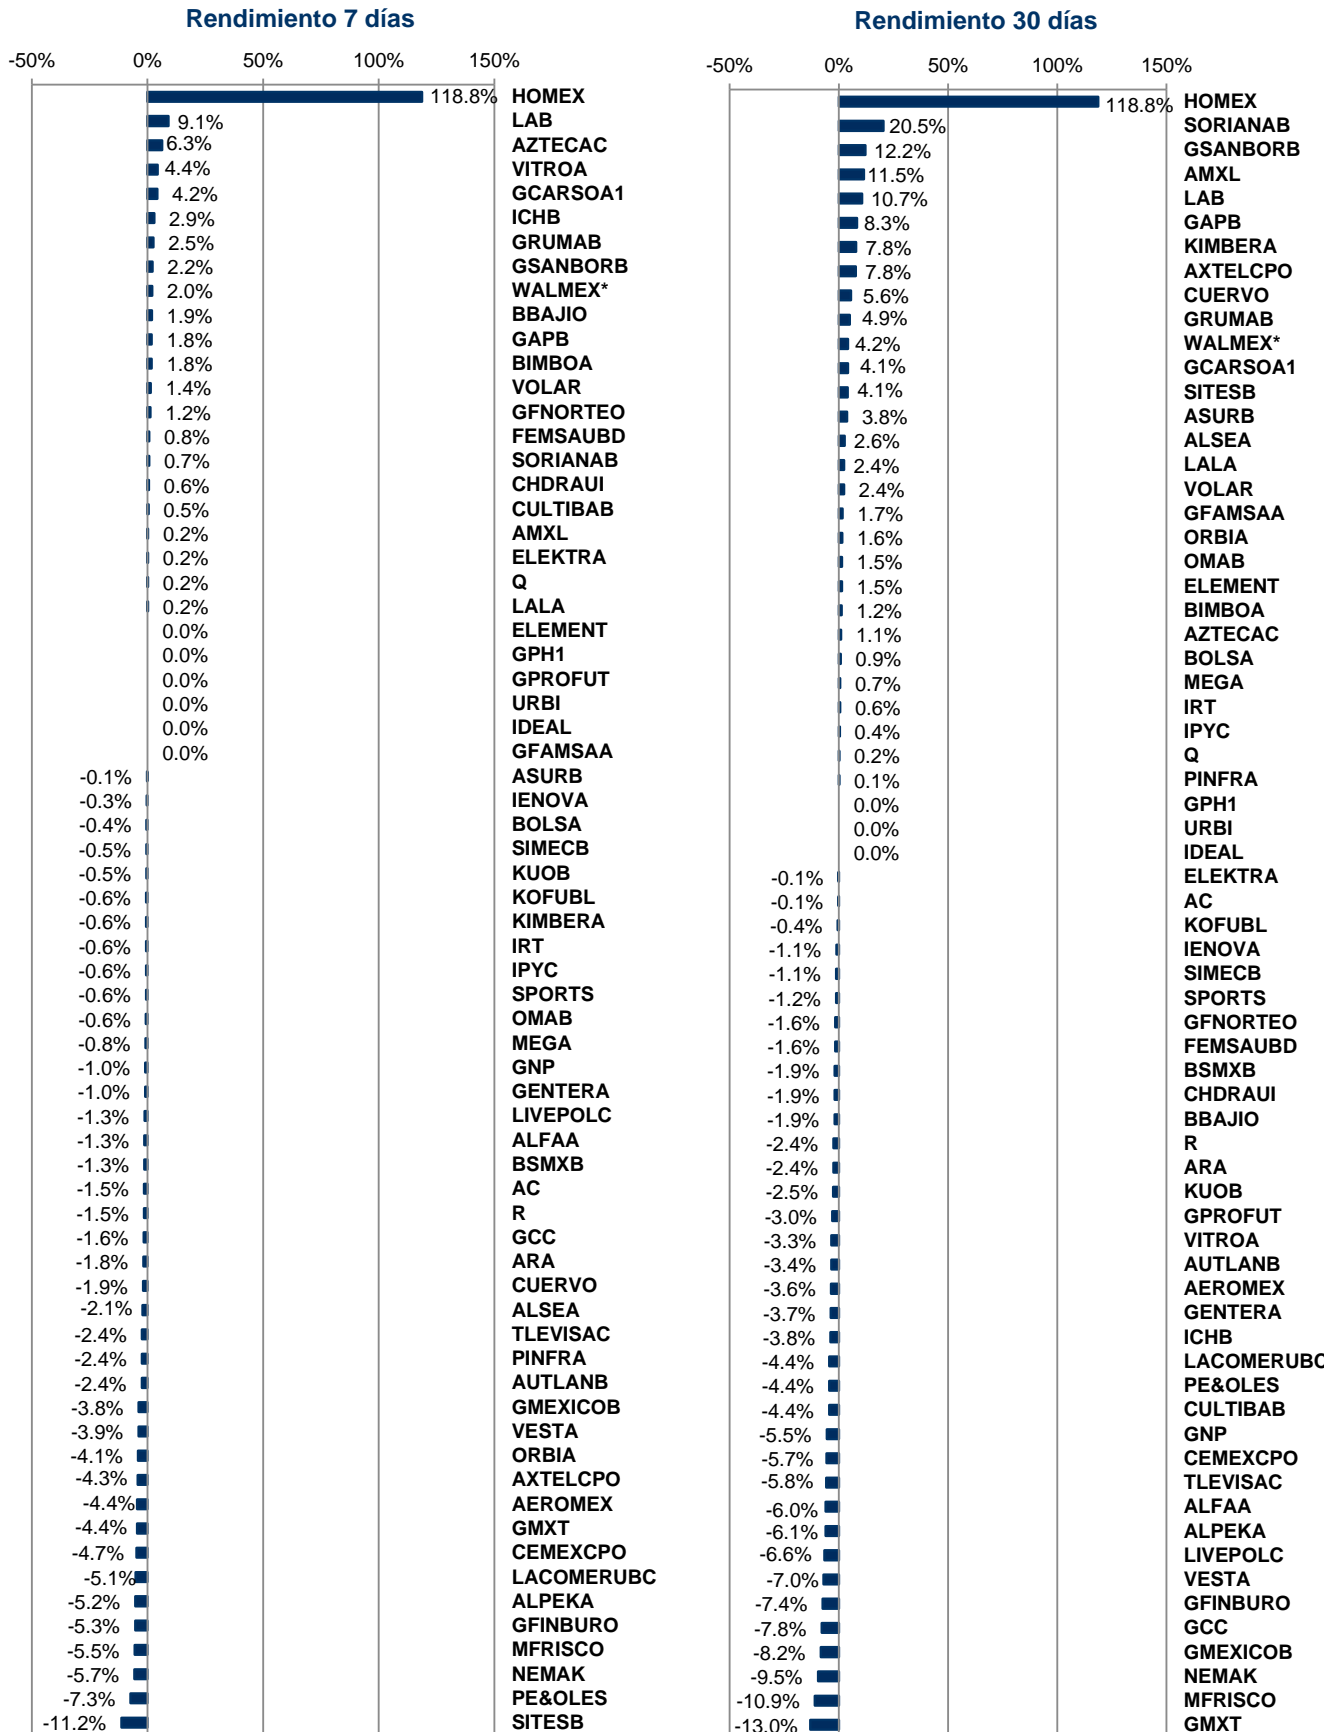 Rendimiento 7 días
-50% 0% 50% 100% 150%
118.8% HOMEX
9.1% LAB
6.3% AZTECAC
4.4% VITROA
4.2% GCARSOA1
2.9% ICHB
2.5% GRUMAB
2.2% GSANBORB
2.0% WALMEX*
1.9% BBAJIO
1.8% GAPB
1.8% BIMBOA
1.4% VOLAR
1.2% GFNORTEO
0.8% FEMSAUBD
0.7% SORIANAB
0.6% CHDRAUI
0.5% CULTIBAB
0.2% AMXL
0.2% ELEKTRA
0.2% Q
0.2% LALA
0.0% ELEMENT
0.0% GPH1
0.0% GPROFUT
0.0% URBI
0.0% IDEAL
0.0% GFAMSAA
-0.1% ASURB
-0.3% IENOVA
-0.4% BOLSA
-0.5% SIMECB
-0.5% KUOB
-0.6% KOFUBL
-0.6% KIMBERA
-0.6% IRT
-0.6% IPYC
-0.6% SPORTS
-0.6% OMAB
-0.8% MEGA
-1.0% GNP
-1.0% GENTERA
-1.3% LIVEPOLC
-1.3% ALFAA
-1.3% BSMXB
-1.5% AC
-1.5% R
-1.6% GCC
-1.8% ARA
-1.9% CUERVO
-2.1% ALSEA
-2.4% TLEVISAC
-2.4% PINFRA
-2.4% AUTLANB
-3.8% GMEXICOB
-3.9% VESTA
-4.1% ORBIA
-4.3% AXTELCPO
-4.4% AEROMEX
-4.4% GMXT
-4.7% CEMEXCPO
-5.1% LACOMERUBC
-5.2% ALPEKA
-5.3% GFINBURO
-5.5% MFRISCO
-5.7% NEMAK
-7.3% PE&OLES
-11.2% SITESB
Rendimiento 30 días
-50% 0% 50% 100% 150%
118.8% HOMEX
20.5% SORIANAB
12.2% GSANBORB
11.5% AMXL
10.7% LAB
8.3% GAPB
7.8% KIMBERA
7.8% AXTELCPO
5.6% CUERVO
4.9% GRUMAB
4.2% WALMEX*
4.1% GCARSOA1
4.1% SITESB
3.8% ASURB
2.6% ALSEA
2.4% LALA
2.4% VOLAR
1.7% GFAMSAA
1.6% ORBIA
1.5% OMAB
1.5% ELEMENT
1.2% BIMBOA
1.1% AZTECAC
0.9% BOLSA
0.7% MEGA
0.6% IRT
0.4% IPYC
0.2% Q
0.1% PINFRA
0.0% GPH1
0.0% URBI
0.0% IDEAL
-0.1% ELEKTRA
-0.1% AC
-0.4% KOFUBL
-1.1% IENOVA
-1.1% SIMECB
-1.2% SPORTS
-1.6% GFNORTEO
-1.6% FEMSAUBD
-1.9% BSMXB
-1.9% CHDRAUI
-1.9% BBAJIO
-2.4% R
-2.4% ARA
-2.5% KUOB
-3.0% GPROFUT
-3.3% VITROA
-3.4% AUTLANB
-3.6% AEROMEX
-3.7% GENTERA
-3.8% ICHB
-4.4% LACOMERUBC
-4.4% PE&OLES
-4.4% CULTIBAB
-5.5% GNP
-5.7% CEMEXCPO
-5.8% TLEVISAC
-6.0% ALFAA
-6.1% ALPEKA
-6.6% LIVEPOLC
-7.0% VESTA
-7.4% GFINBURO
-7.8% GCC
-8.2% GMEXICOB
-9.5% NEMAK
-10.9% MFRISCO
-13.0% GMXT